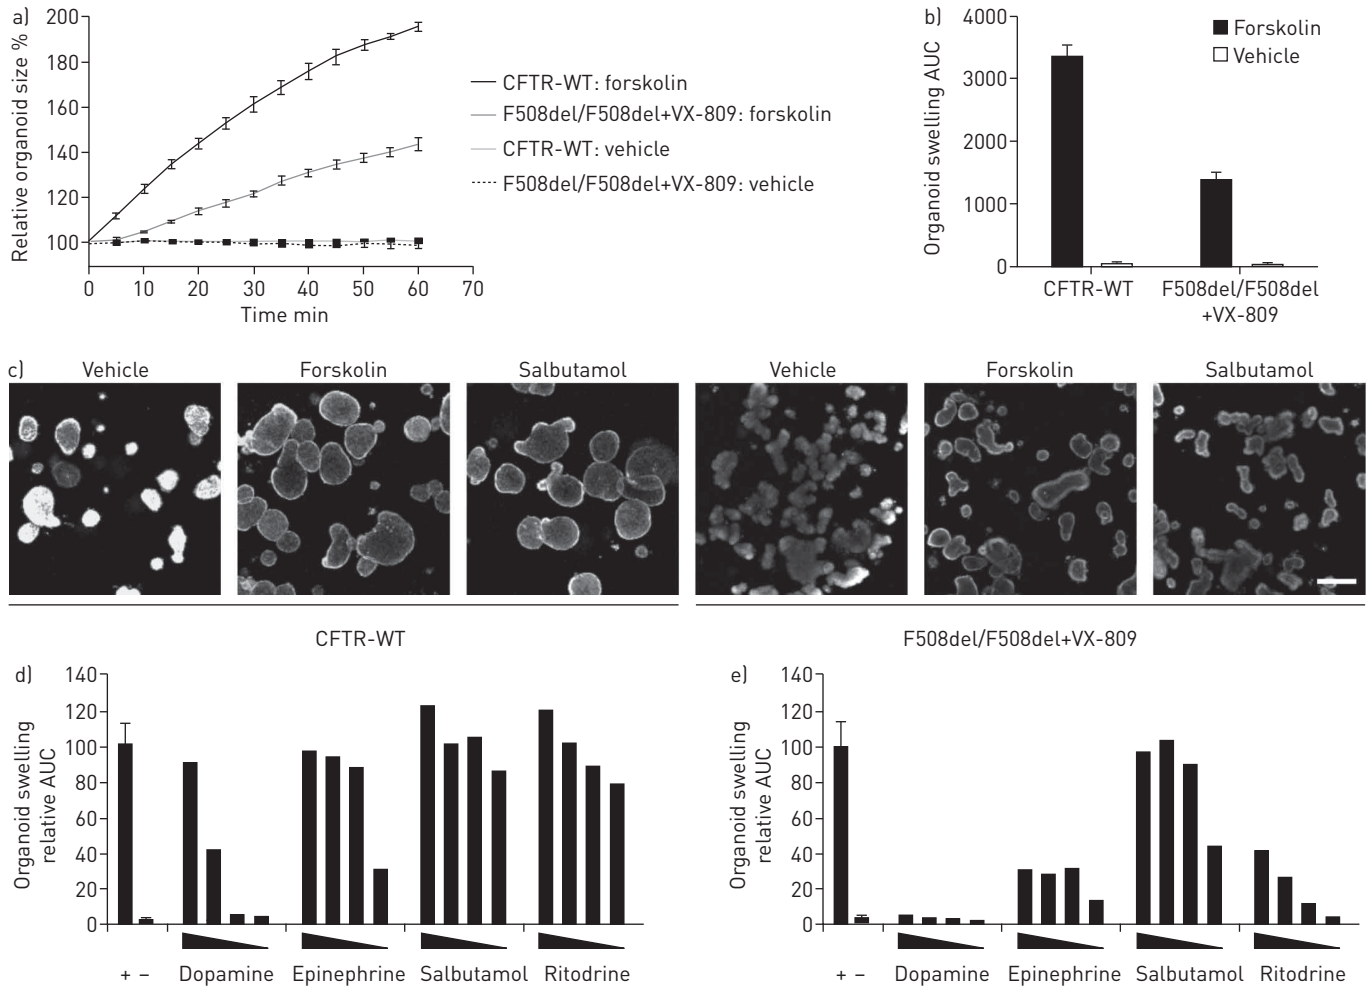 a)
Relative organoid size %
200
180
160
140
120
100
0 10 20 30 40 50 60 70
Time min
CFTR-WT: forskolin
F508del/F508del+VX-809: forskolin
CFTR-WT: vehicle
F508del/F508del+VX-809: vehicle
b)
Organoid swelling AUC
4000
3000
2000
1000
0
Forskolin
Vehicle
CFTR-WT F508del/F508del
+VX-809
c)
Vehicle Forskolin Salbutamol Vehicle Forskolin Salbutamol
CFTR-WT F508del/F508del+VX-809
d)
Organoid swelling
relative AUC
140
120
100
80
60
40
20
0
+ – Dopamine Epinephrine Salbutamol Ritodrine
e)
Organoid swelling
relative AUC
140
120
100
80
60
40
20
0
+ – Dopamine Epinephrine Salbutamol Ritodrine